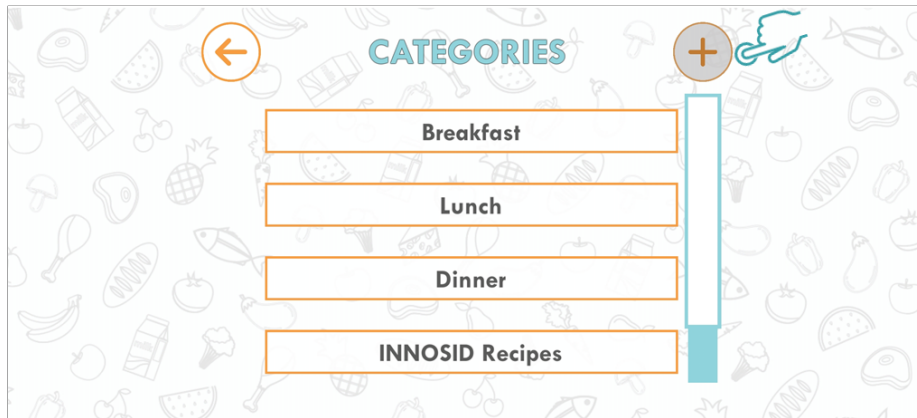 CATEGORIES
Breakfast
Lunch
Dinner
INNOSID Recipes